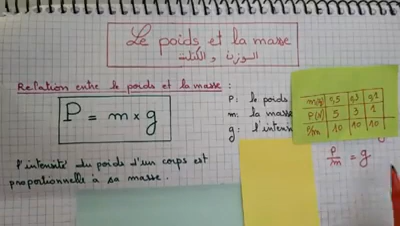 Le poids et la masse
الوزن و الكتلة
Relation entre le poids et la masse :
P = m × g
P : le poids
m : la masse
g : l'intens
m(kg) 0,5 0,3 0,1
P(N) 5 3 1
P/m 10 10 10
P/m = g
l'intensité du poids d'un corps est
proportionnelle à sa masse.